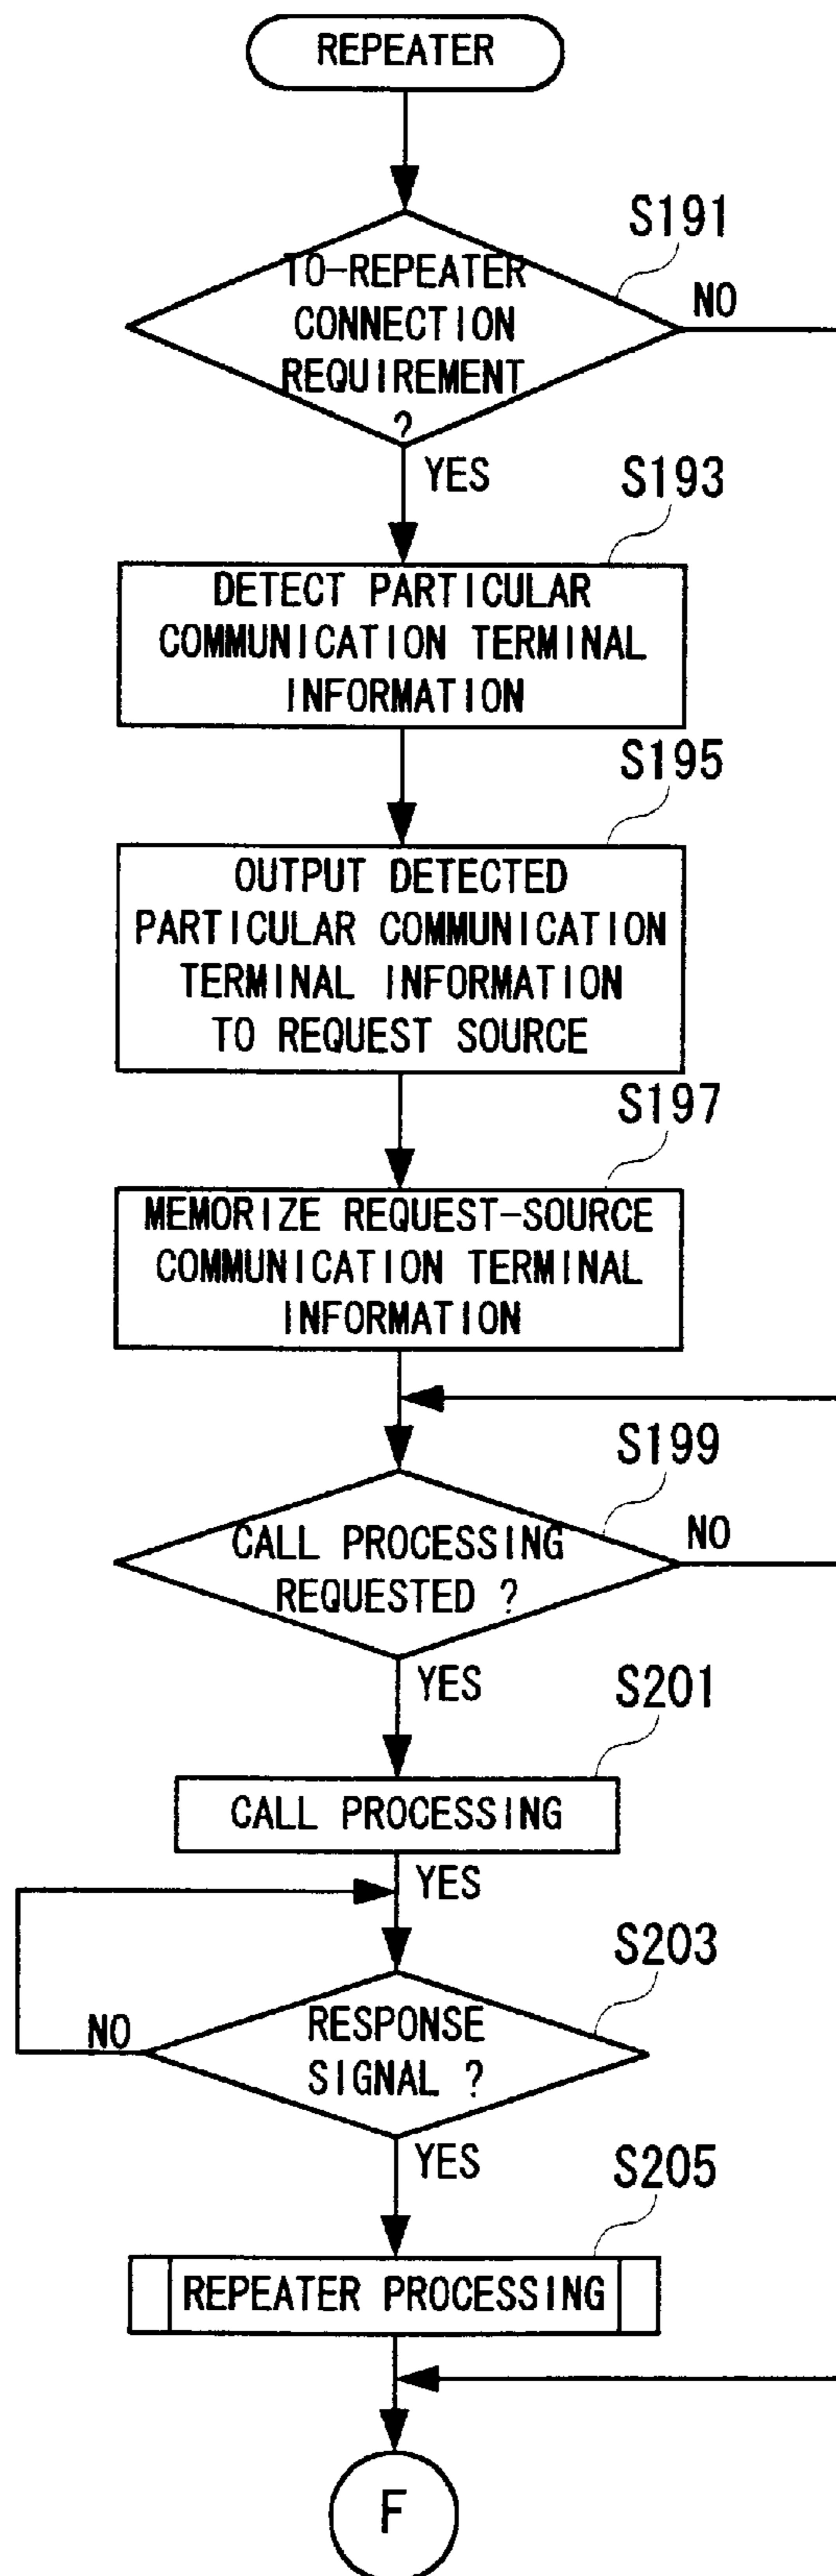 REPEATER
S191
TO-REPEATER
CONNECTION
REQUIREMENT
?
NO
YES
S193
DETECT PARTICULAR
COMMUNICATION TERMINAL
INFORMATION
S195
OUTPUT DETECTED
PARTICULAR COMMUNICATION
TERMINAL INFORMATION
TO REQUEST SOURCE
S197
MEMORIZE REQUEST-SOURCE
COMMUNICATION TERMINAL
INFORMATION
S199
CALL PROCESSING
REQUESTED ?
NO
YES
S201
CALL PROCESSING
YES
S203
RESPONSE
SIGNAL ?
NO
YES
S205
REPEATER PROCESSING
F